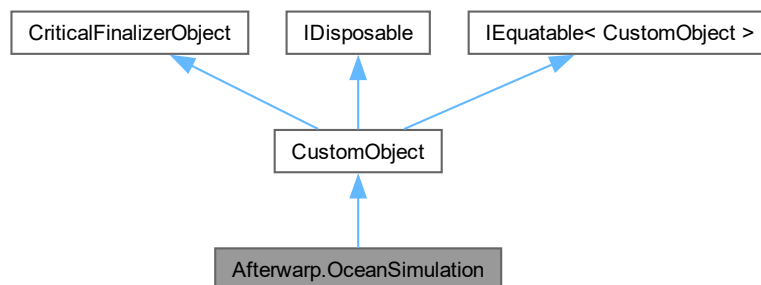 CriticalFinalizerObject
IDisposable
IEquatable< CustomObject >
CustomObject
Afterwarp.OceanSimulation